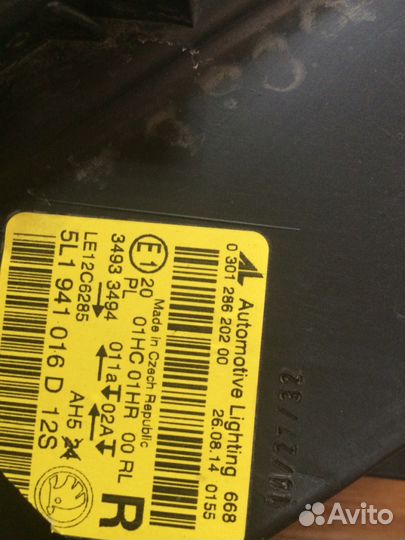 Automotive Lighting 668
0 301 286 202 00
26.08.14 0155
Made in Czech Republic
E1 20 01HC 01HR 00 RL
PL
3493 3494 011a 02A
LE12C6285
AH5
5L1 941 016 D 12S
R
Avito